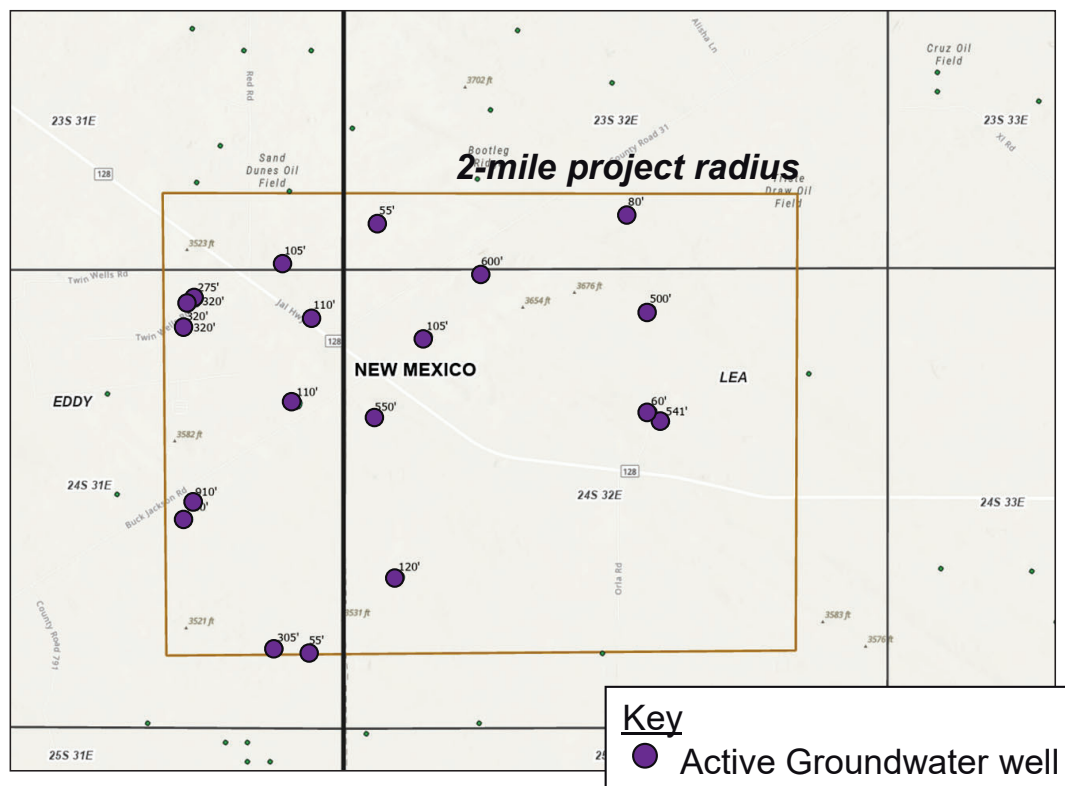 Alisha Ln
Cruz Oil
Field
3702 ft
Red Rd
23S 31E
23S 32E
23S 33E
County Road 31
Xl Rd
Bootleg
Sand
Dunes Oil
Field
2-mile project radius
128
Draw Oil
Field
80'
55'
3523 ft
105'
600'
Twin Wells Rd
3676 ft
275'
320'
3654 ft
500'
Jal Hwy
110'
320'
320'
Twin Wells
105'
128
NEW MEXICO
LEA
EDDY
110'
60'
550'
541'
3582 ft
128
24S 31E
24S 32E
910'
24S 33E
Buck Jackson Rd
0'
120'
Orla Rd
County Road 791
3531 ft
3521 ft
3583 ft
305'
55'
3576 ft
Key
25S 31E
25
Active Groundwater well